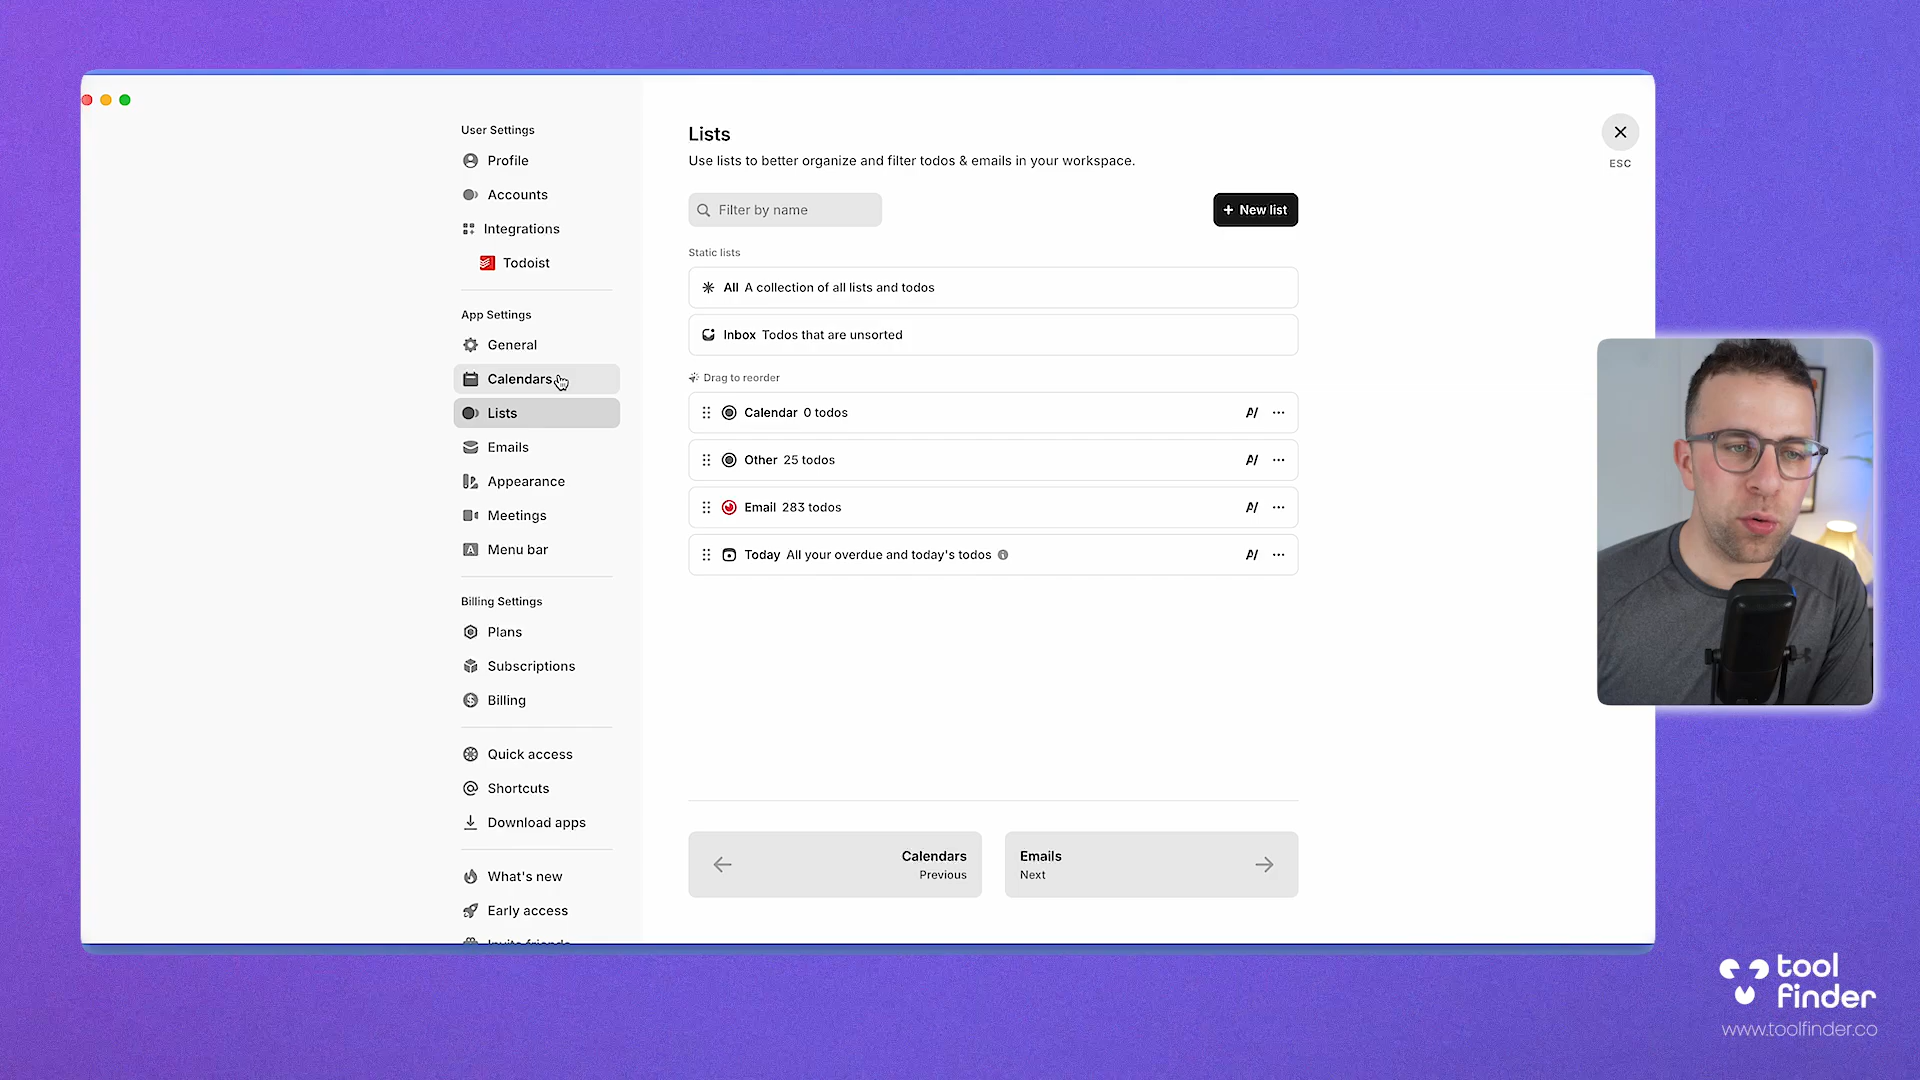 User Settings
Profile
Accounts
Integrations
Todoist
App Settings
General
Calendars
Lists
Emails
Appearance
Meetings
Menu bar
Billing Settings
Plans
Subscriptions
Billing
Quick access
Shortcuts
Download apps
What's new
Early access
Invite friends
Lists
Use lists to better organize and filter todos & emails in your workspace.
Filter by name
+ New list
Static lists
All A collection of all lists and todos
Inbox Todos that are unsorted
Drag to reorder
Calendar 0 todos
Other 25 todos
Email 283 todos
Today All your overdue and today's todos
Calendars
Previous
Emails
Next
ESC
tool
finder
www.toolfinder.co